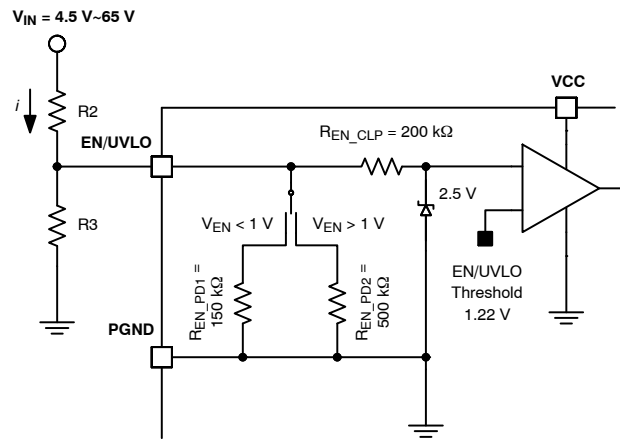 V_IN = 4.5 V~65 V
i
R2
VCC
EN/UVLO
R_EN_CLP = 200 kΩ
2.5 V
R3
V_EN < 1 V
V_EN > 1 V
R_EN_PD1 =
150 kΩ
R_EN_PD2 =
500 kΩ
EN/UVLO
Threshold
1.22 V
PGND